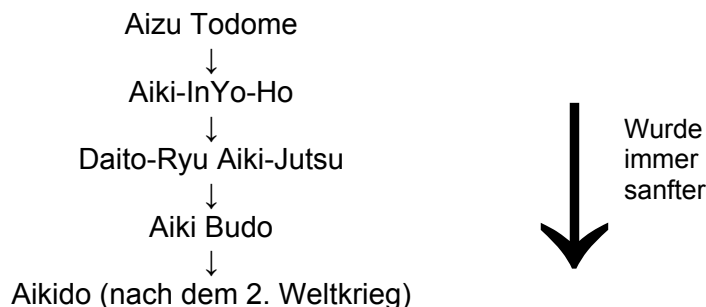 Aizu Todome
↓
Aiki-InYo-Ho
↓
Daito-Ryu Aiki-Jutsu
↓
Aiki Budo
↓
Aikido (nach dem 2. Weltkrieg)
Wurde
immer
sanfter